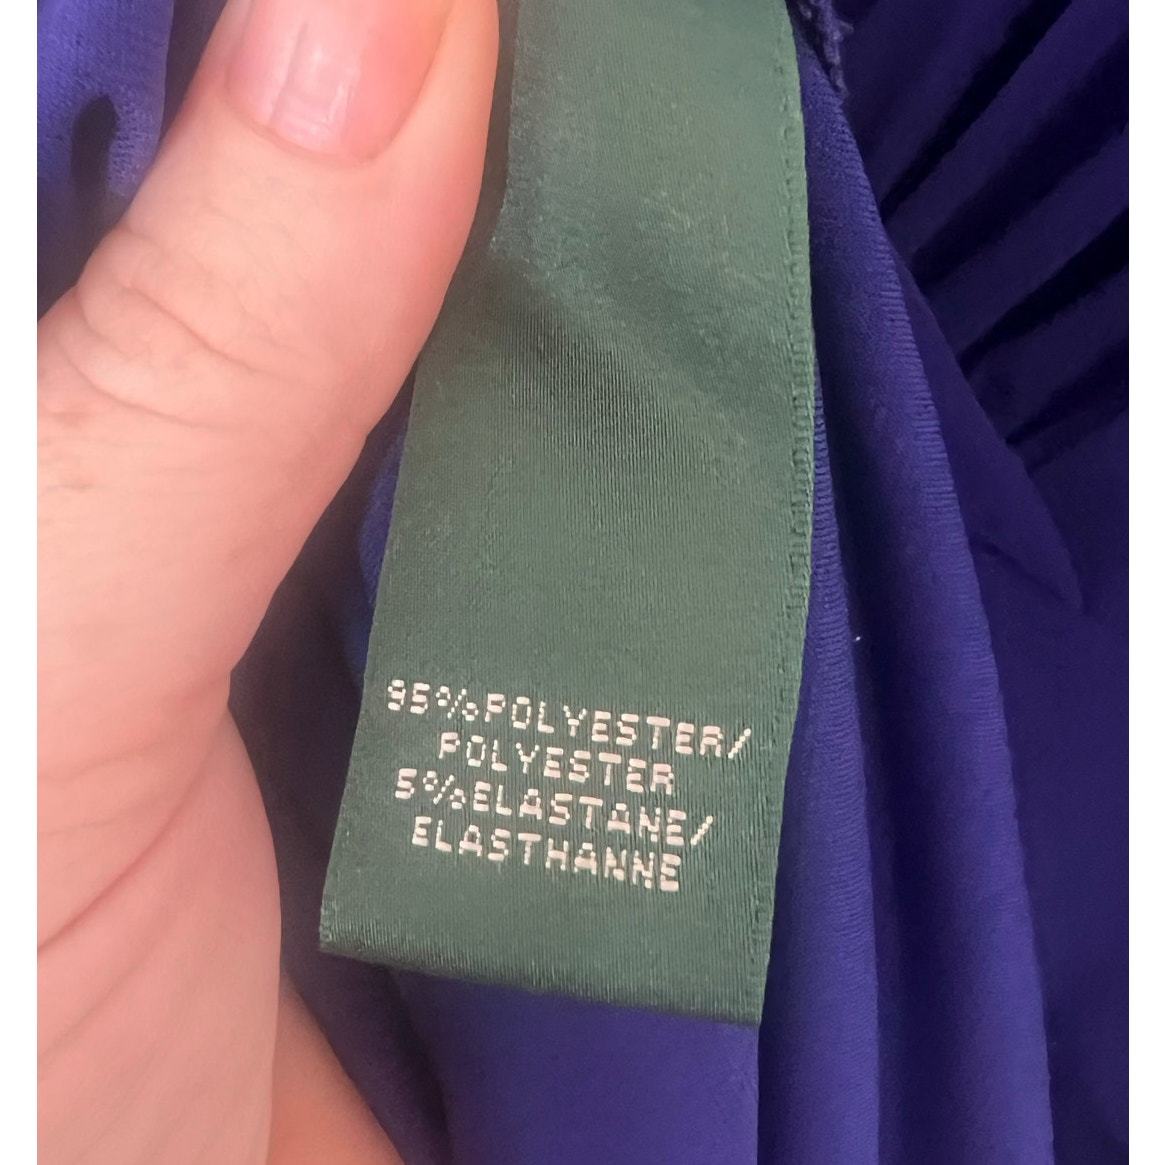 95%POLYESTER/
POLYESTER
5%ELASTANE/
ELASTHANNE